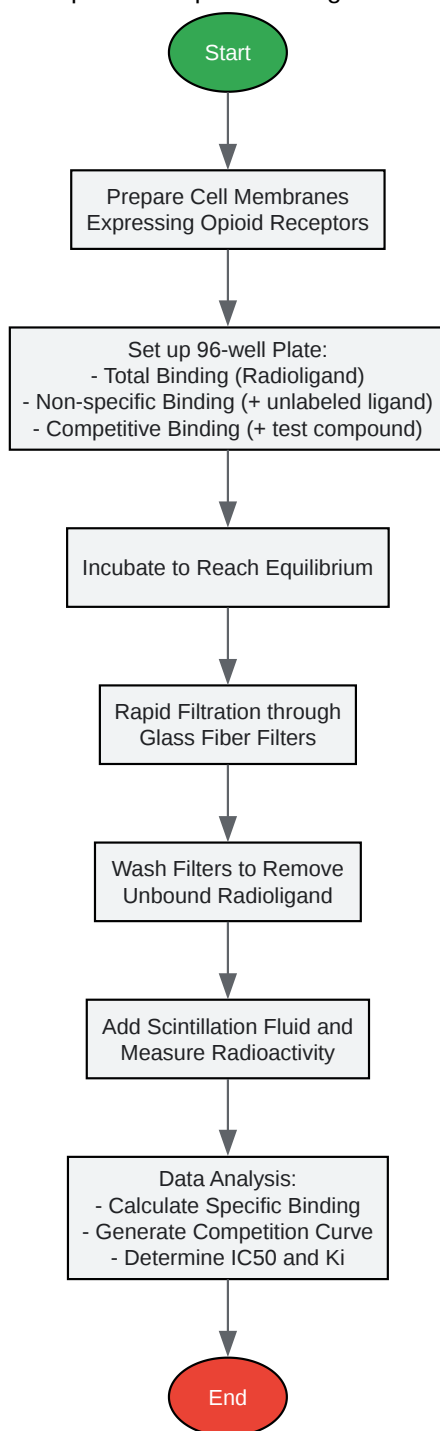 Start
Prepare Cell Membranes
Expressing Opioid Receptors
Set up 96-well Plate:
- Total Binding (Radioligand)
- Non-specific Binding (+ unlabeled ligand)
- Competitive Binding (+ test compound)
Incubate to Reach Equilibrium
Rapid Filtration through
Glass Fiber Filters
Wash Filters to Remove
Unbound Radioligand
Add Scintillation Fluid and
Measure Radioactivity
Data Analysis:
- Calculate Specific Binding
- Generate Competition Curve
- Determine IC50 and Ki
End